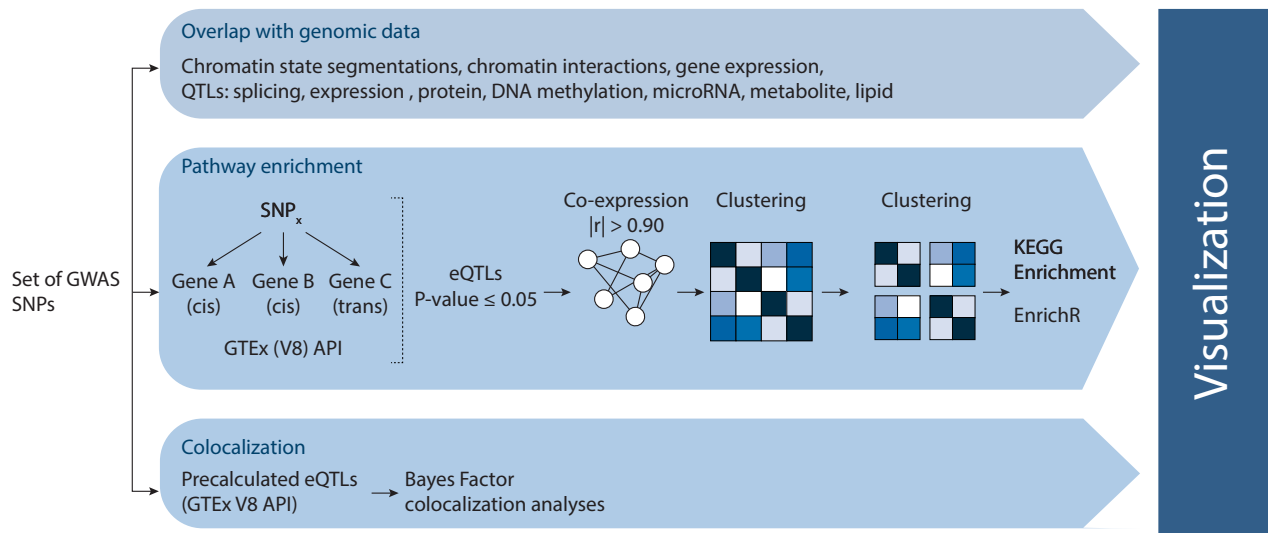 Set of GWAS
SNPs
Overlap with genomic data
Chromatin state segmentations, chromatin interactions, gene expression,
QTLs: splicing, expression , protein, DNA methylation, microRNA, metabolite, lipid
Pathway enrichment
SNPx
Gene A
(cis)
Gene B
(cis)
Gene C
(trans)
GTEx (V8) API
eQTLs
P-value ≤ 0.05
Co-expression
|r| > 0.90
Clustering
Clustering
KEGG
Enrichment
EnrichR
Colocalization
Precalculated eQTLs
(GTEx V8 API)
Bayes Factor
colocalization analyses
Visualization